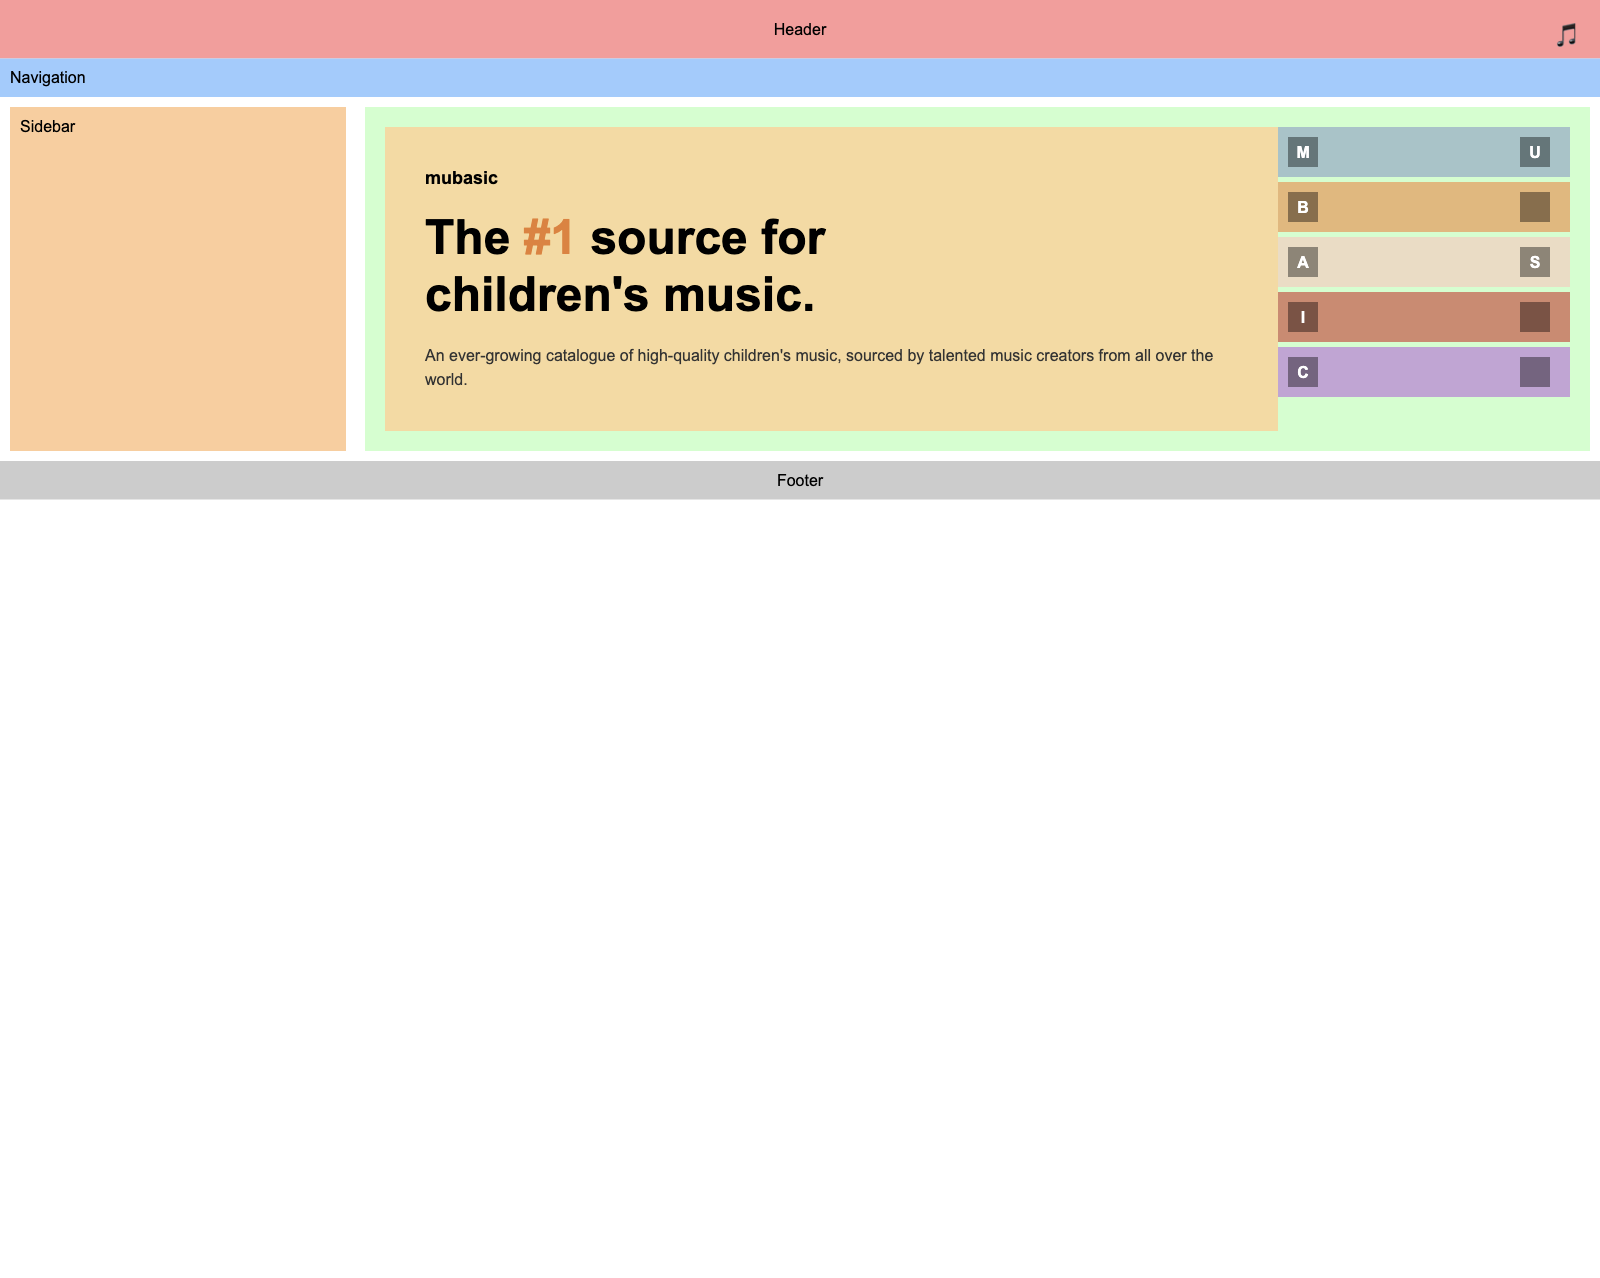 Header
Navigation
Sidebar
mubasic
The #1 source for
children's music.
An ever-growing catalogue of high-quality children's music, sourced by talented music creators from all over the
world.
M U
B
A S
I
C
Footer